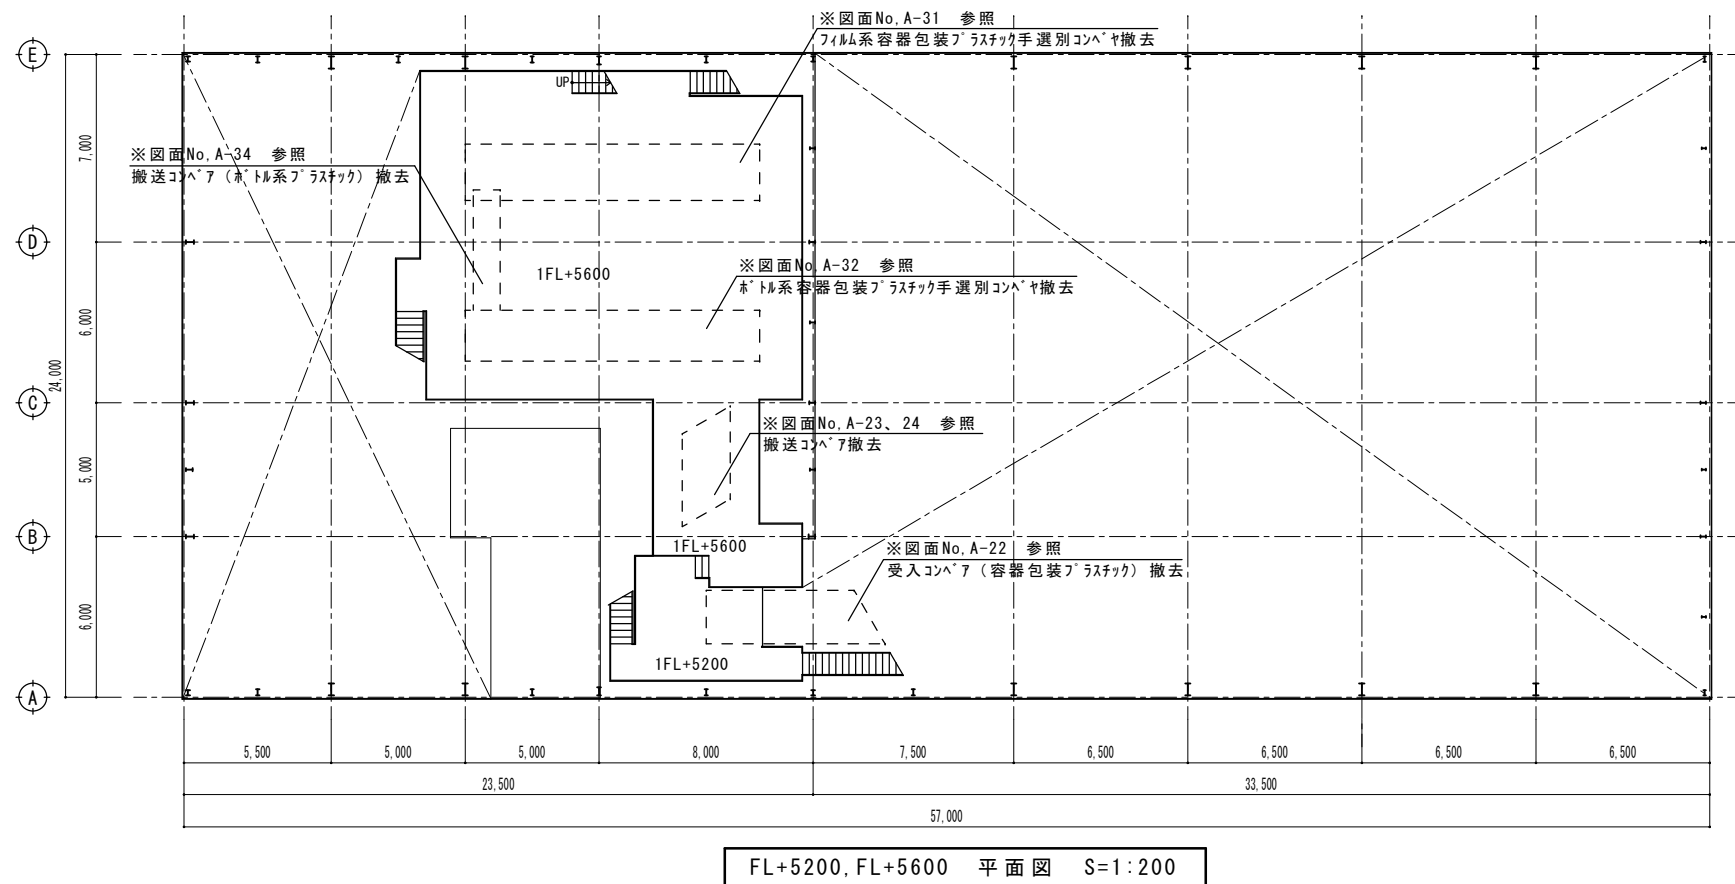 ※図面No,A-31 参照
フィルム系容器包装プラスチック手選別コンベヤ撤去
E
UP
7,000
※図面No,A-34 参照
搬送コンベア（ボトル系プラスチック）撤去
D
1FL+5600
※図面No,A-32 参照
ボトル系容器包装プラスチック手選別コンベヤ撤去
6,000
24,000
C
※図面No,A-23、24 参照
搬送コンベア撤去
5,000
B
1FL+5600
※図面No,A-22 参照
受入コンベア（容器包装プラスチック）撤去
6,000
1FL+5200
A
5,500 5,000 5,000 8,000 7,500 6,500 6,500 6,500 6,500
23,500 33,500
57,000
FL+5200,FL+5600 平面図 S=1:200